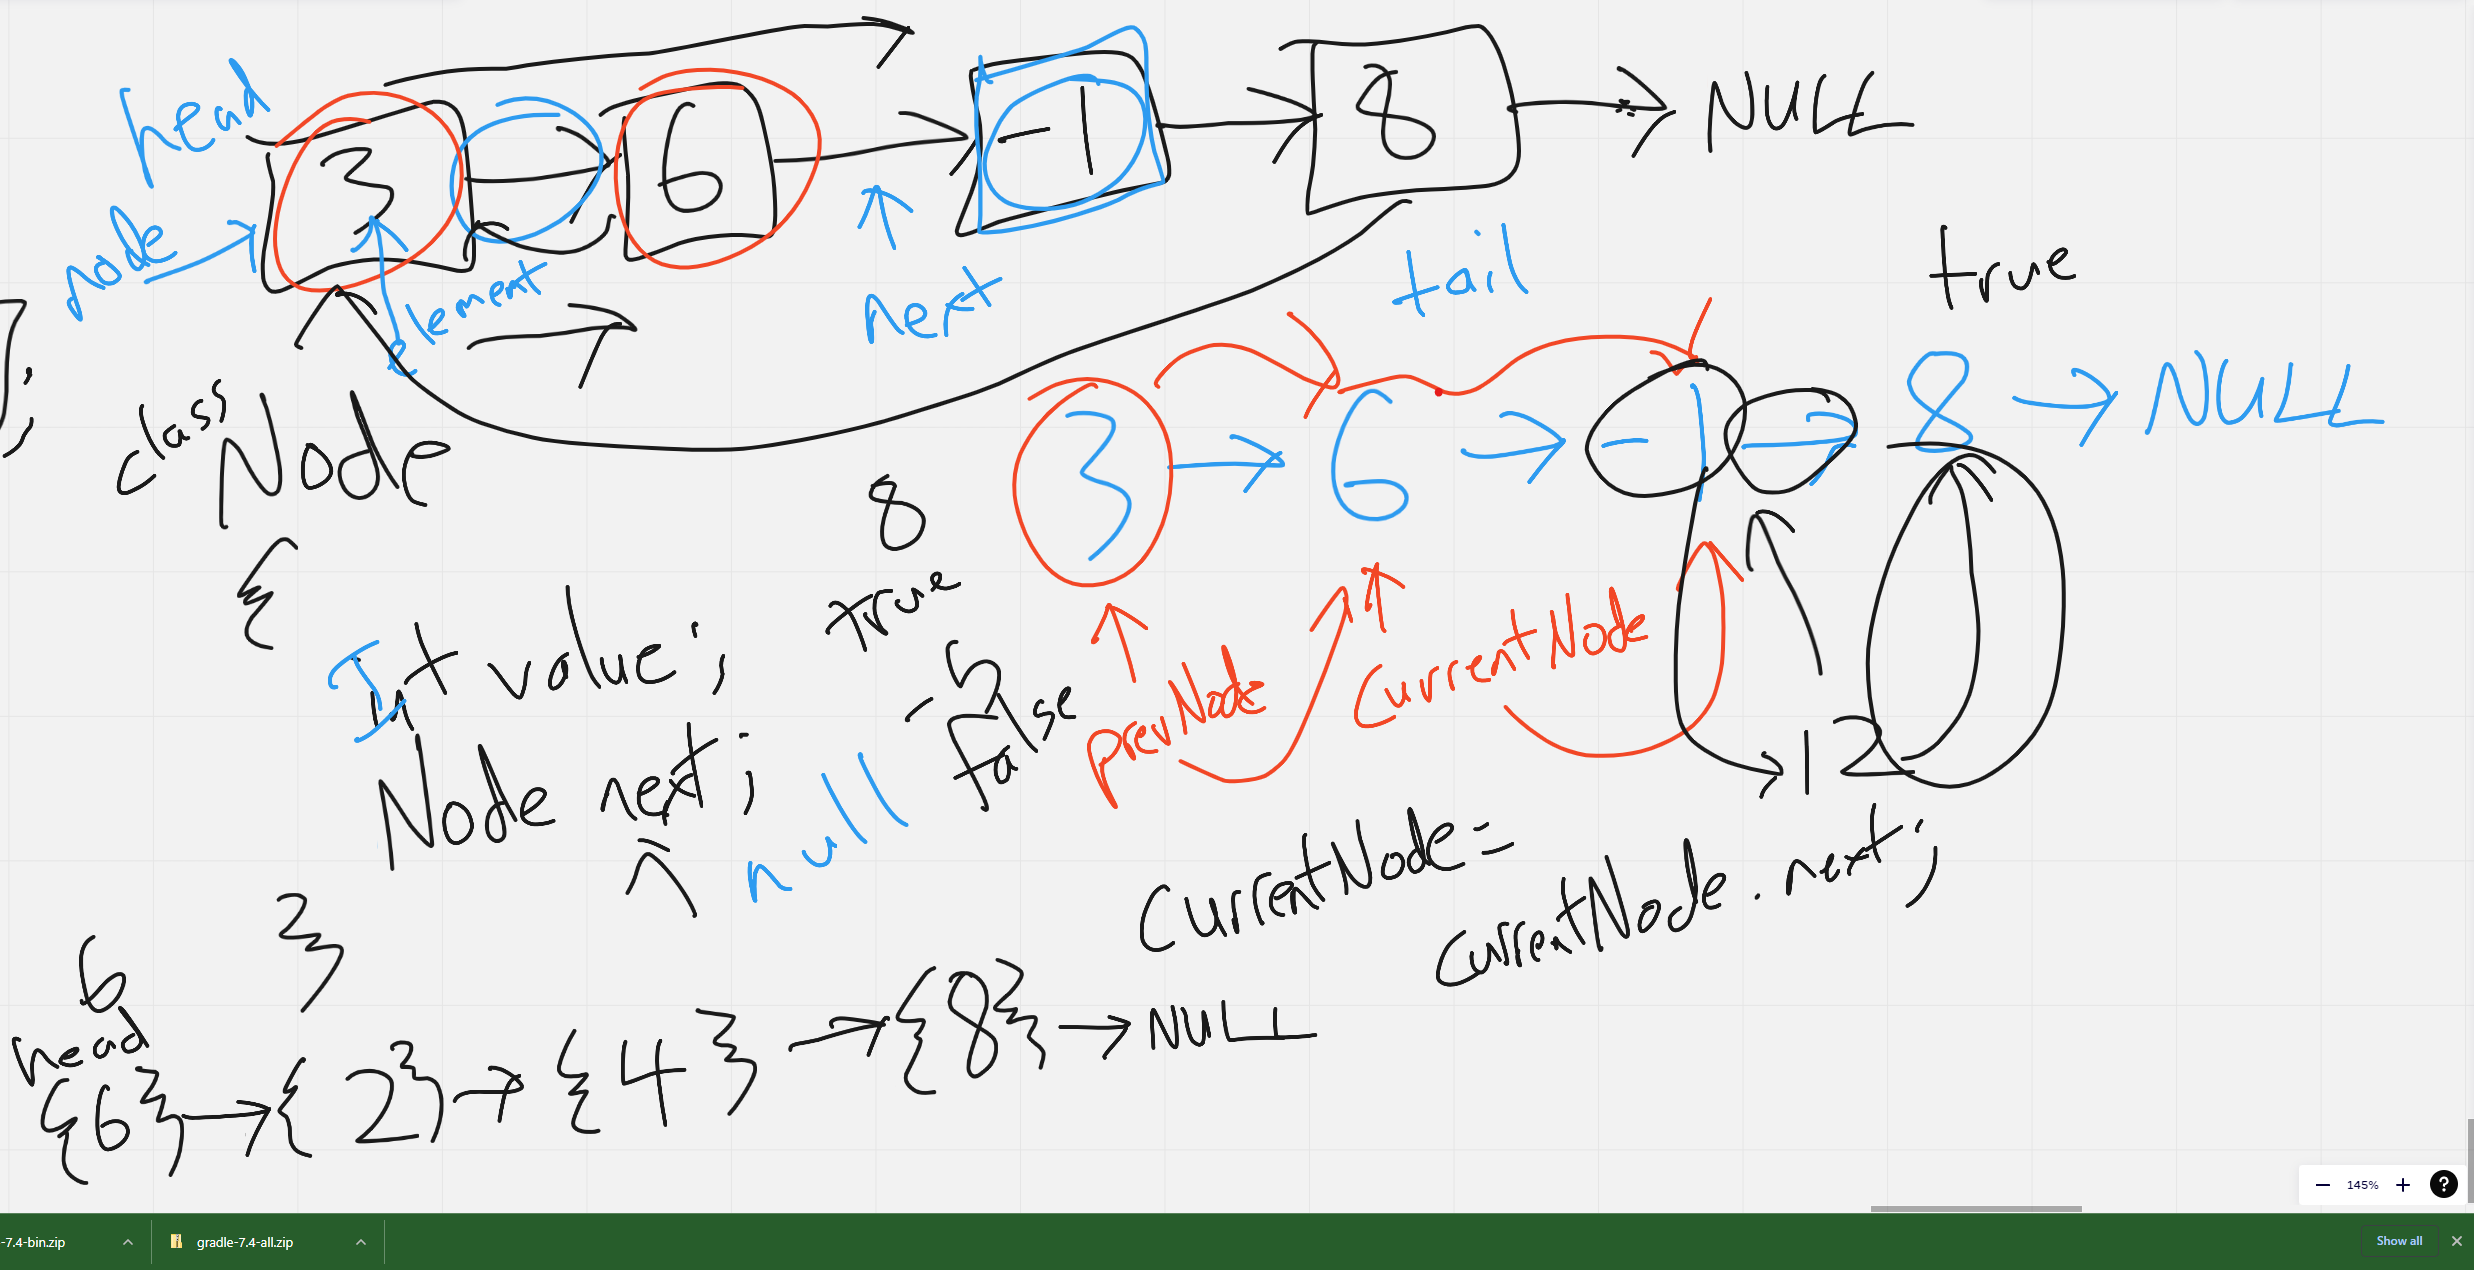 head
3 6 -1 8 NULL
node
element
next
tail
true
;
;
class
Node
{
Int value;
Node next;
null
}
8
True
-5
false
3 → 6 → -1 → 8 → NULL
prevNode
CurrentNode
12
CurrentNode =
CurrentNode.next;
6
head
{6} → {2} → {4} → {8} → NULL
145%
-7.4-bin.zip
gradle-7.4-all.zip
Show all